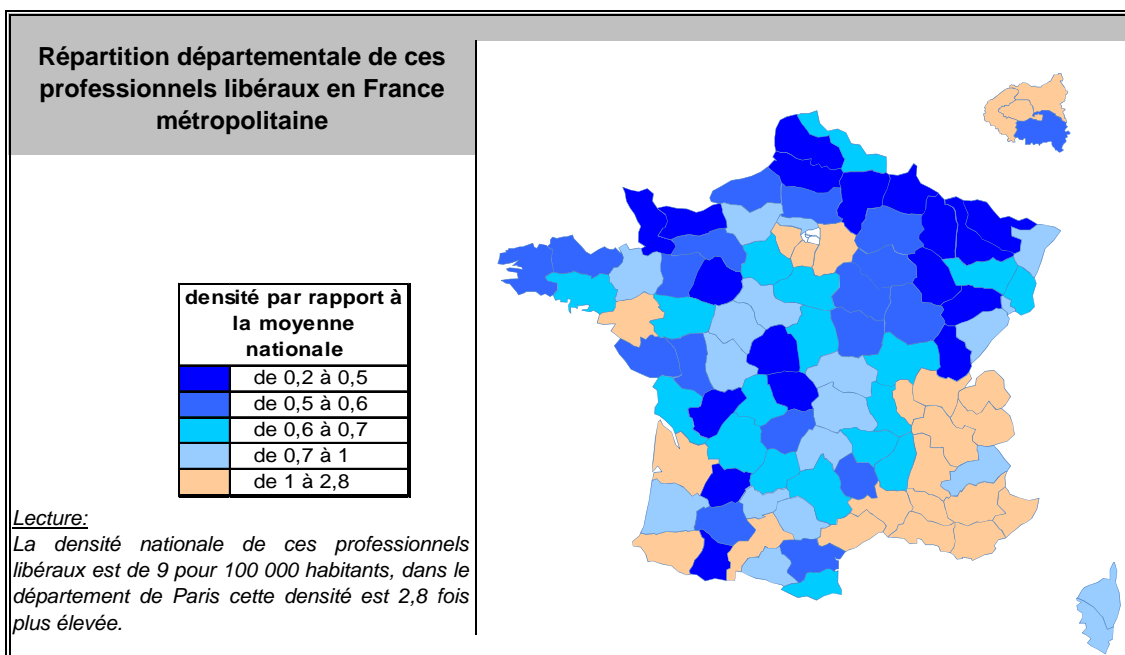 Répartition départementale de ces
professionnels libéraux en France
métropolitaine
densité par rapport à
la moyenne
nationale
de 0,2 à 0,5
de 0,5 à 0,6
de 0,6 à 0,7
de 0,7 à 1
de 1 à 2,8
Lecture:
La densité nationale de ces professionnels
libéraux est de 9 pour 100 000 habitants, dans le
département de Paris cette densité est 2,8 fois
plus élevée.